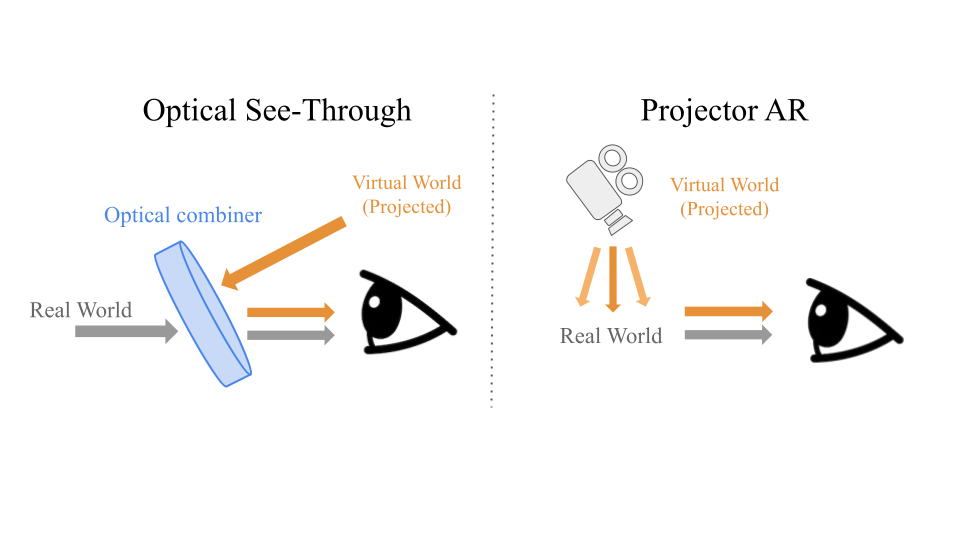 Optical See-Through
Virtual World
(Projected)
Optical combiner
Real World
Projector AR
Virtual World
(Projected)
Real World